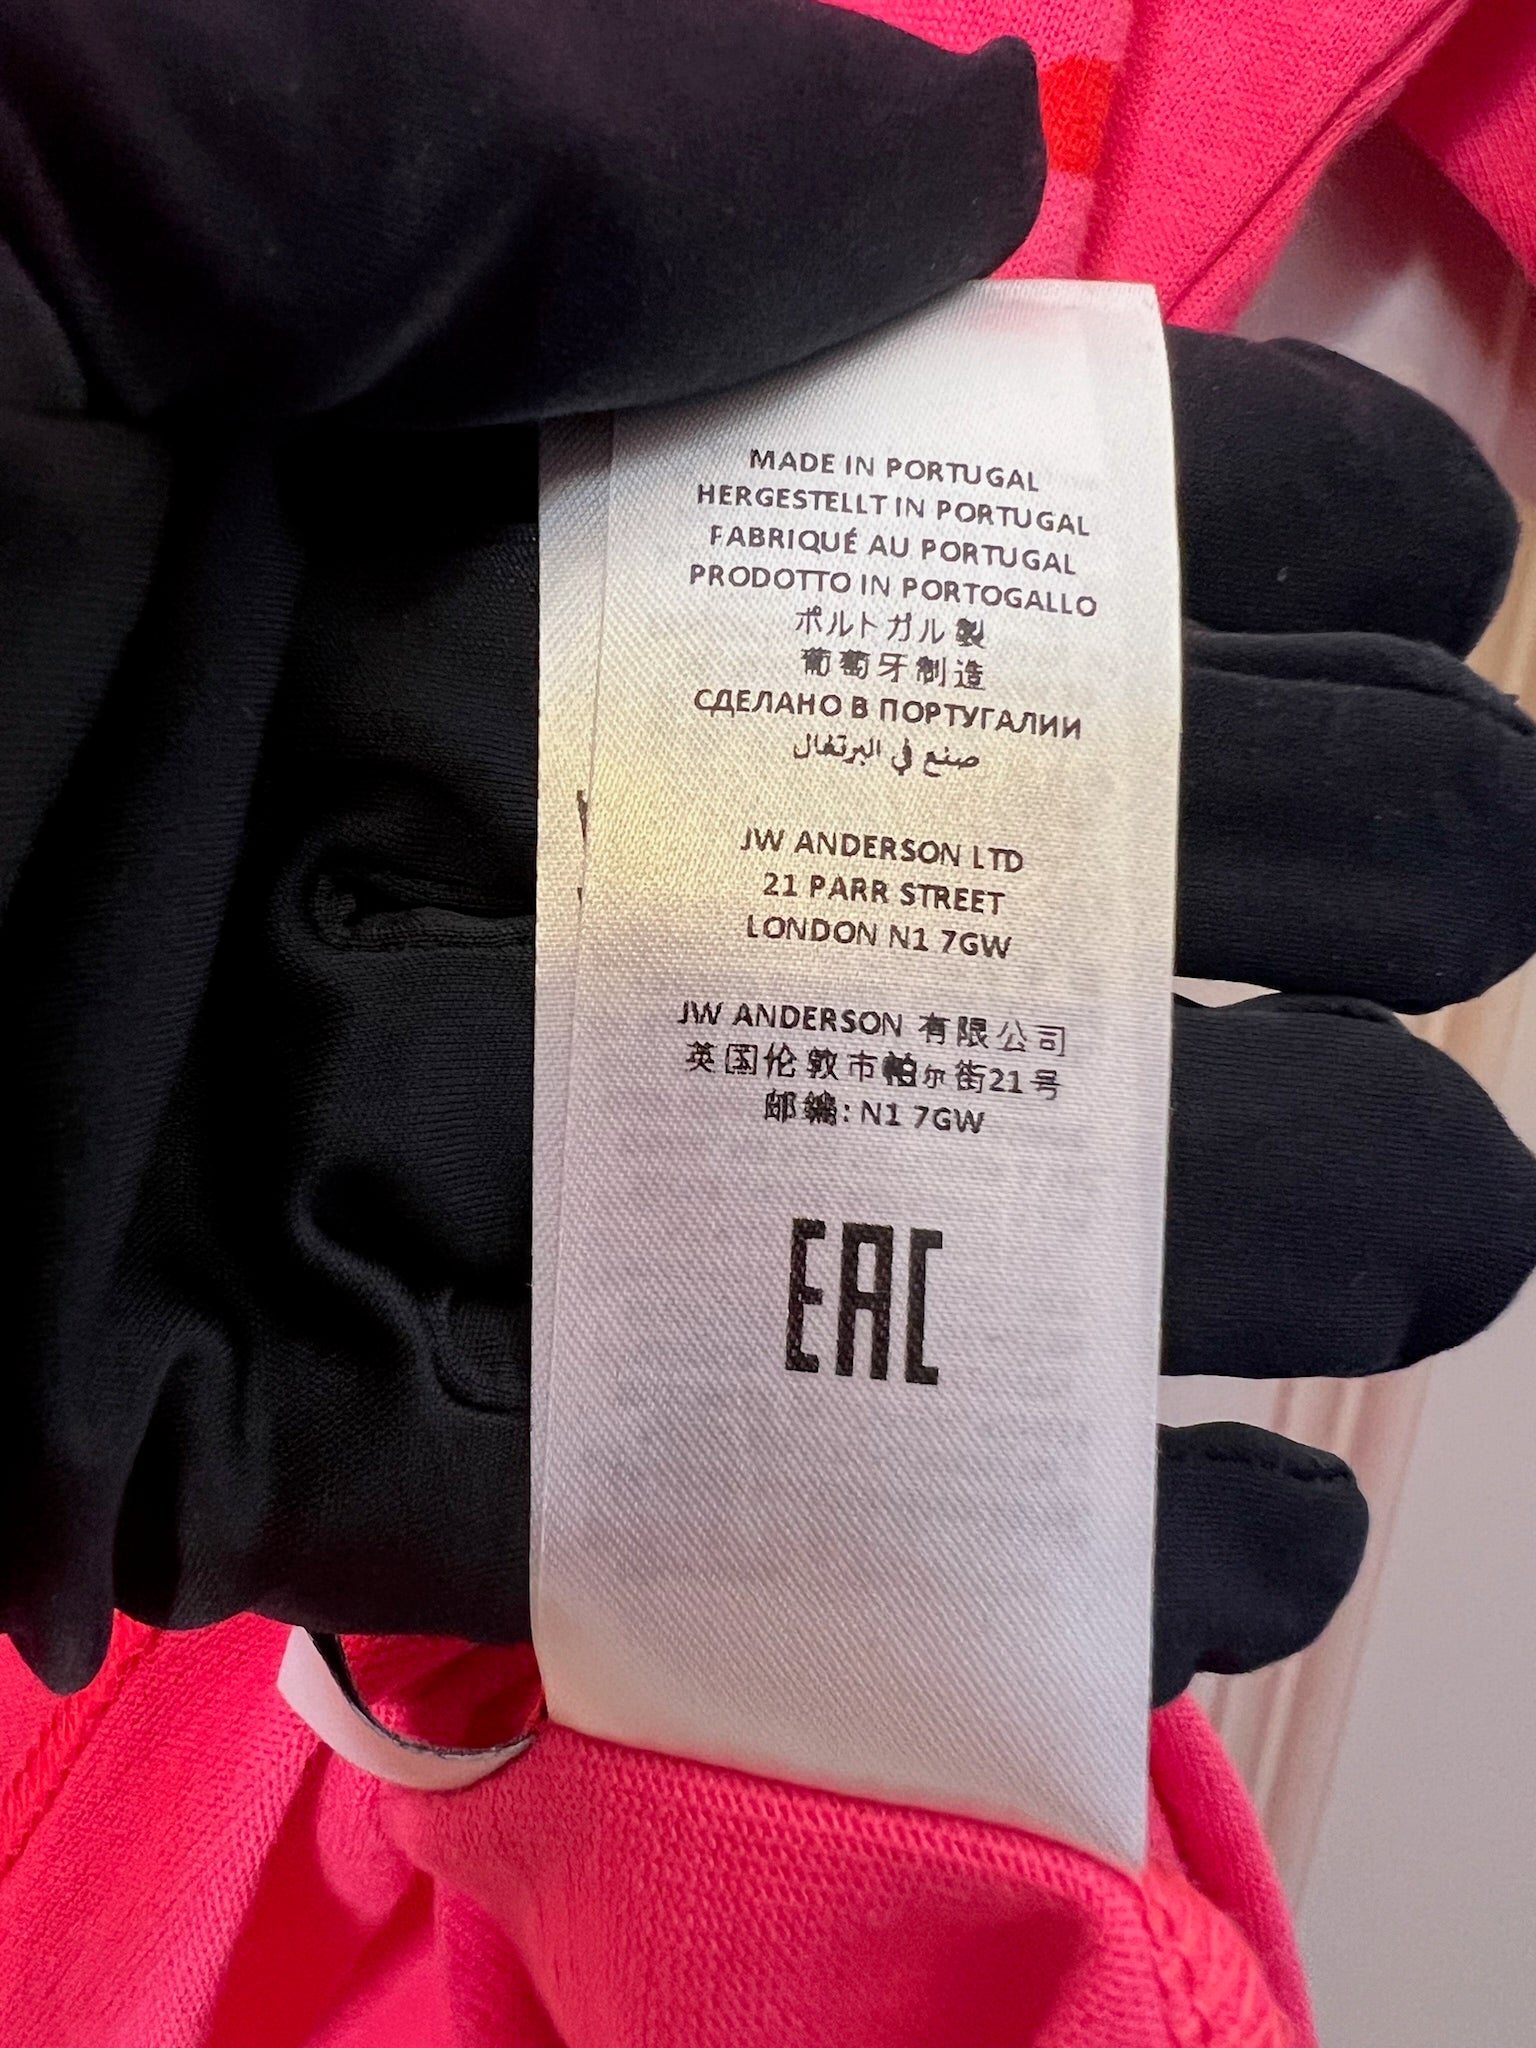 MADE IN PORTUGAL
HERGESTELLT IN PORTUGAL
FABRIQUÉ AU PORTUGAL
PRODOTTO IN PORTOGALLO
ポルトガル製
葡萄牙制造
СДЕЛАНО В ПОРТУГАЛИИ
صنع في البرتغال
JW ANDERSON LTD
21 PARR STREET
LONDON N1 7GW
JW ANDERSON 有限公司
英国伦敦市帕尔街21号
邮编: N1 7GW
EAC